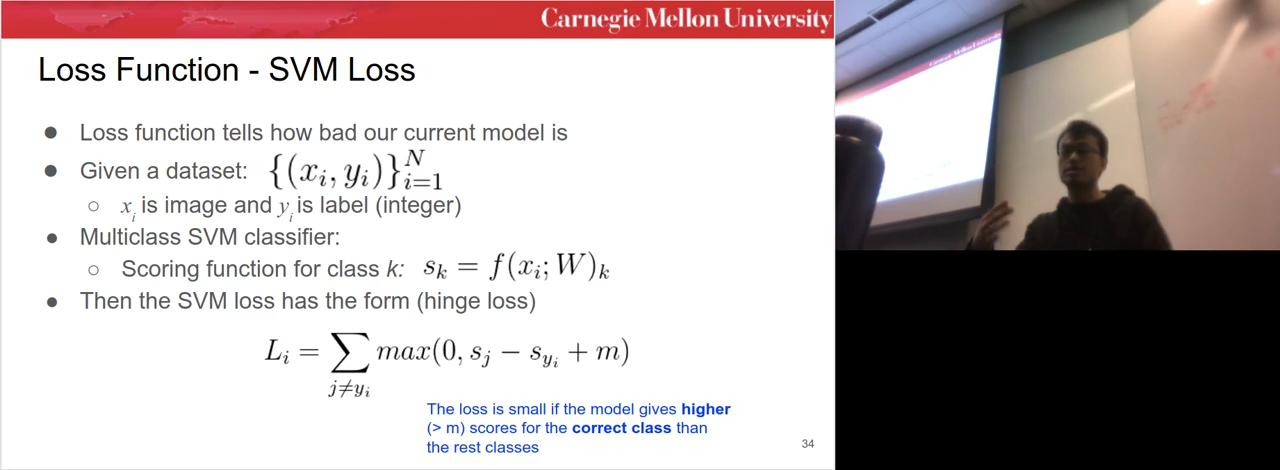 Carnegie Mellon University
Loss Function - SVM Loss
● Loss function tells how bad our current model is
● Given a dataset: {(x_i, y_i)}_{i=1}^N
○ x_i is image and y_i is label (integer)
● Multiclass SVM classifier:
○ Scoring function for class k: s_k = f(x_i; W)_k
● Then the SVM loss has the form (hinge loss)
L_i = ∑_{j≠y_i} max(0, s_j − s_{y_i} + m)
The loss is small if the model gives higher
(> m) scores for the correct class than
the rest classes
34
Carnegie Mellon University